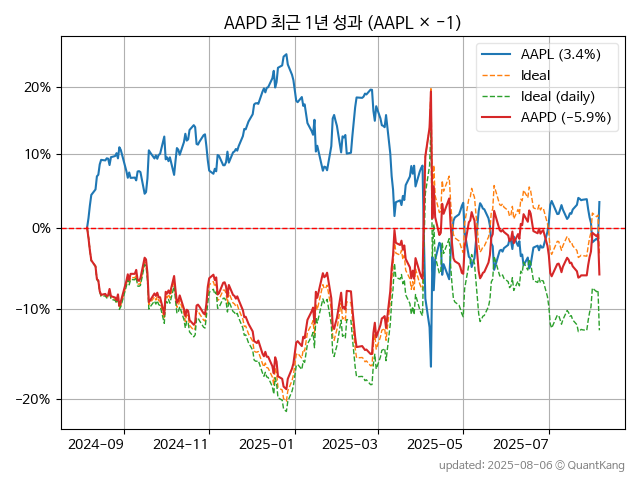 AAPD 최근 1년 성과 (AAPL × −1)
AAPL (3.4%)
Ideal
Ideal (daily)
AAPD (−5.9%)
20%
10%
0%
−10%
−20%
2024-09
2024-11
2025-01
2025-03
2025-05
2025-07
updated: 2025-08-06 © QuantKang